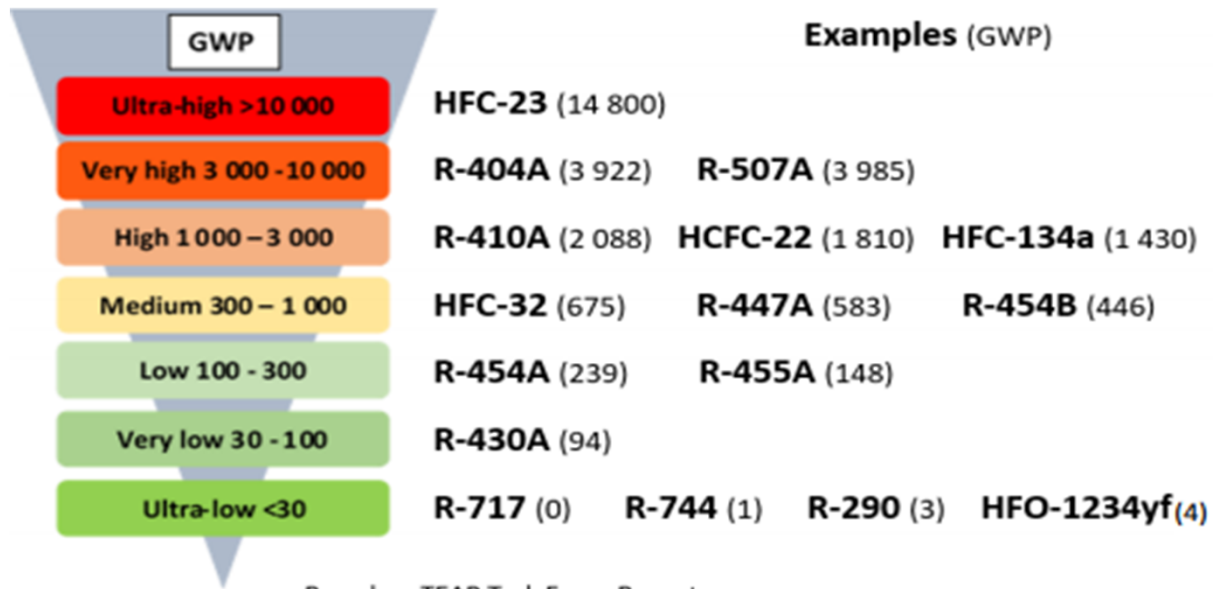 GWP
Examples (GWP)
Ultra-high >10 000
HFC-23 (14 800)
Very high 3 000 -10 000
R-404A (3 922) R-507A (3 985)
High 1 000 – 3 000
R-410A (2 088) HCFC-22 (1 810) HFC-134a (1 430)
Medium 300 – 1 000
HFC-32 (675) R-447A (583) R-454B (446)
Low 100 - 300
R-454A (239) R-455A (148)
Very low 30 -100
R-430A (94)
Ultra-low <30
R-717 (0) R-744 (1) R-290 (3) HFO-1234yf (4)